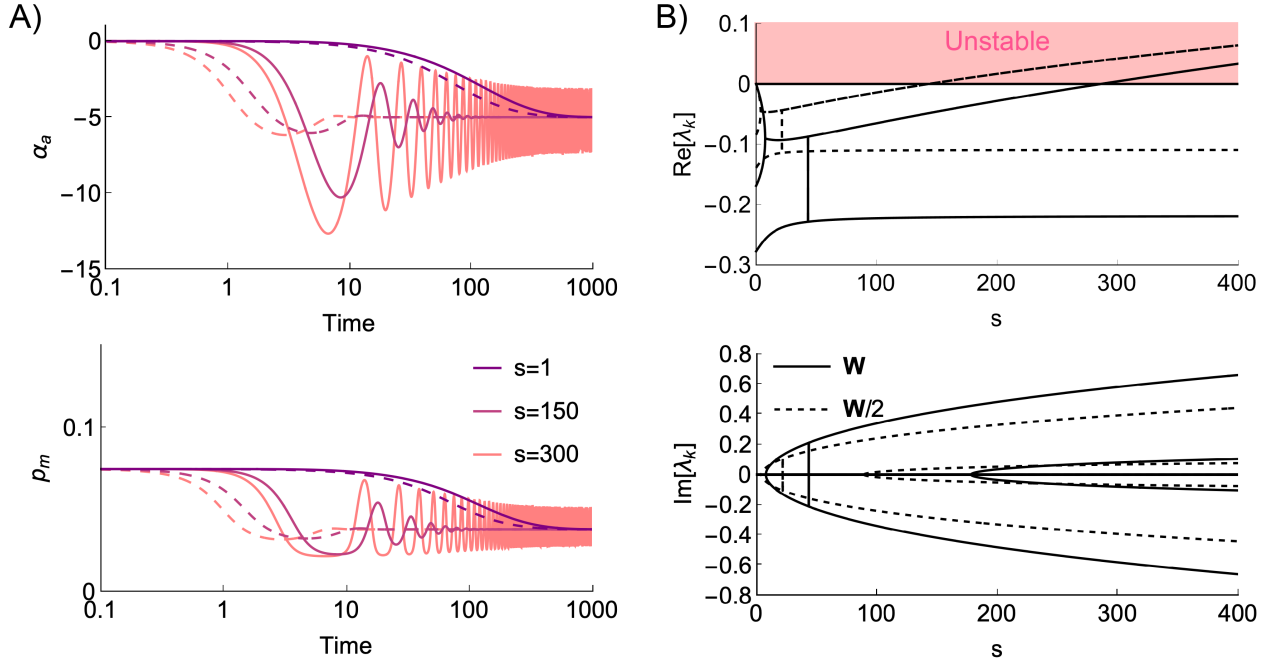 A)
0
−5
−10
−15
α_a
0.1 1 10 100 1000
Time
0.1
0
p_m
s=1
s=150
s=300
0.1 1 10 100 1000
Time
B)
Unstable
0.1
0
−0.1
−0.2
−0.3
Re[λ_k]
0 100 200 300 400
s
0.8
0.6
0.4
0.2
0
−0.2
−0.4
−0.6
−0.8
Im[λ_k]
W
W/2
0 100 200 300 400
s